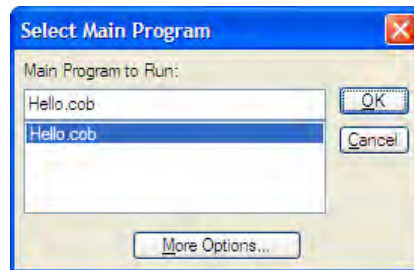 Select Main Program
Main Program to Run:
Hello.cob
OK
Hello.cob
Cancel
More Options...